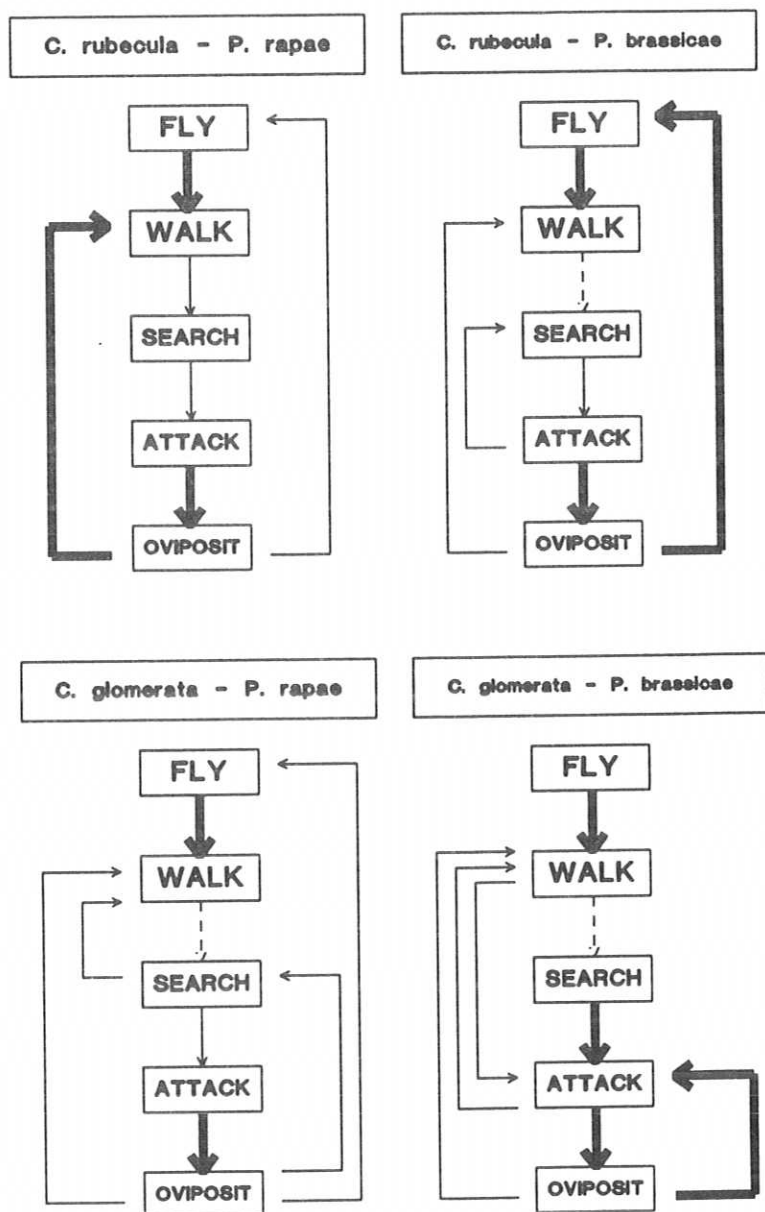 C. rubecula - P. rapae
FLY
WALK
SEARCH
ATTACK
OVIPOSIT
C. rubecula - P. brassicae
FLY
WALK
SEARCH
ATTACK
OVIPOSIT
C. glomerata - P. rapae
FLY
WALK
SEARCH
ATTACK
OVIPOSIT
C. glomerata - P. brassicae
FLY
WALK
SEARCH
ATTACK
OVIPOSIT